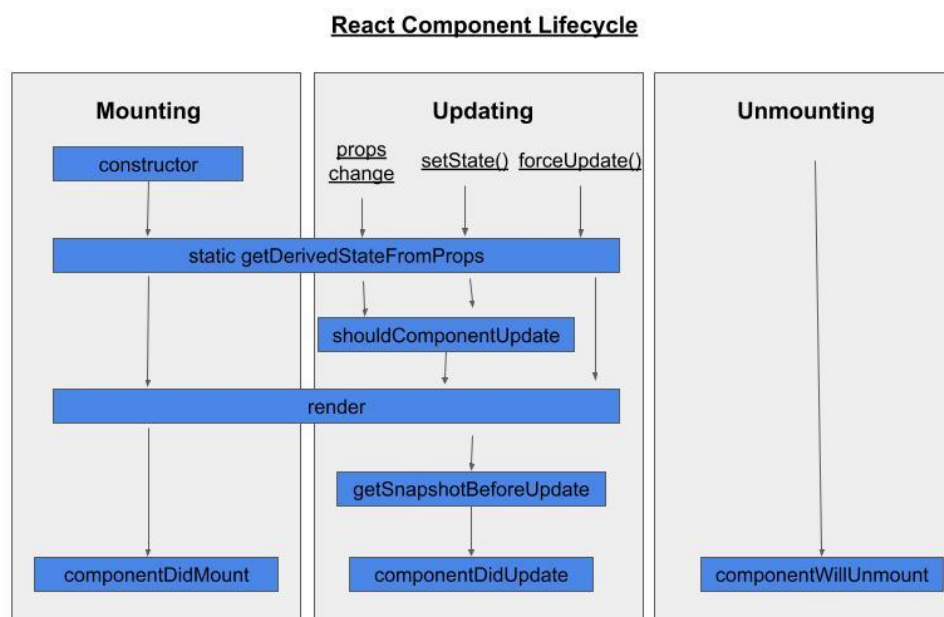 React Component Lifecycle
Mounting
Updating
Unmounting
constructor
props
change
setState()
forceUpdate()
static getDerivedStateFromProps
shouldComponentUpdate
render
getSnapshotBeforeUpdate
componentDidMount
componentDidUpdate
componentWillUnmount